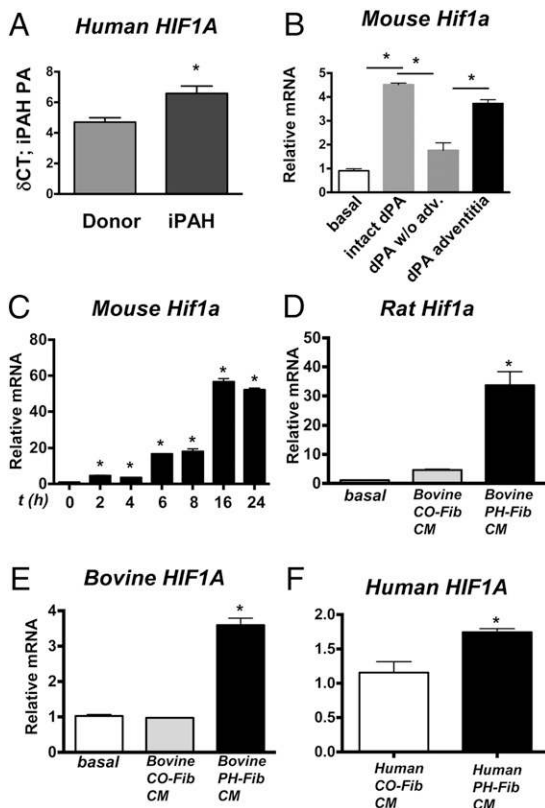 A
Human HIF1A
δCT; iPAH PA
8
6
4
2
0
*
Donor
iPAH
B
Mouse Hif1a
Relative mRNA
5
4
3
2
1
0
* * *
basal
intact dPA
dPA w/o adv.
dPA adventitia
C
Mouse Hif1a
Relative mRNA
80
60
40
20
0
* * * * * *
t (h) 0 2 4 6 8 16 24
D
Rat Hif1a
Relative mRNA
50
40
30
20
10
0
*
basal
Bovine
CO-Fib
CM
Bovine
PH-Fib
CM
E
Bovine HIF1A
Relative mRNA
4
3
2
1
0
*
basal
Bovine
CO-Fib
CM
Bovine
PH-Fib
CM
F
Human HIF1A
2.0
1.5
1.0
0.5
0.0
*
Human
CO-Fib
CM
Human
PH-Fib
CM